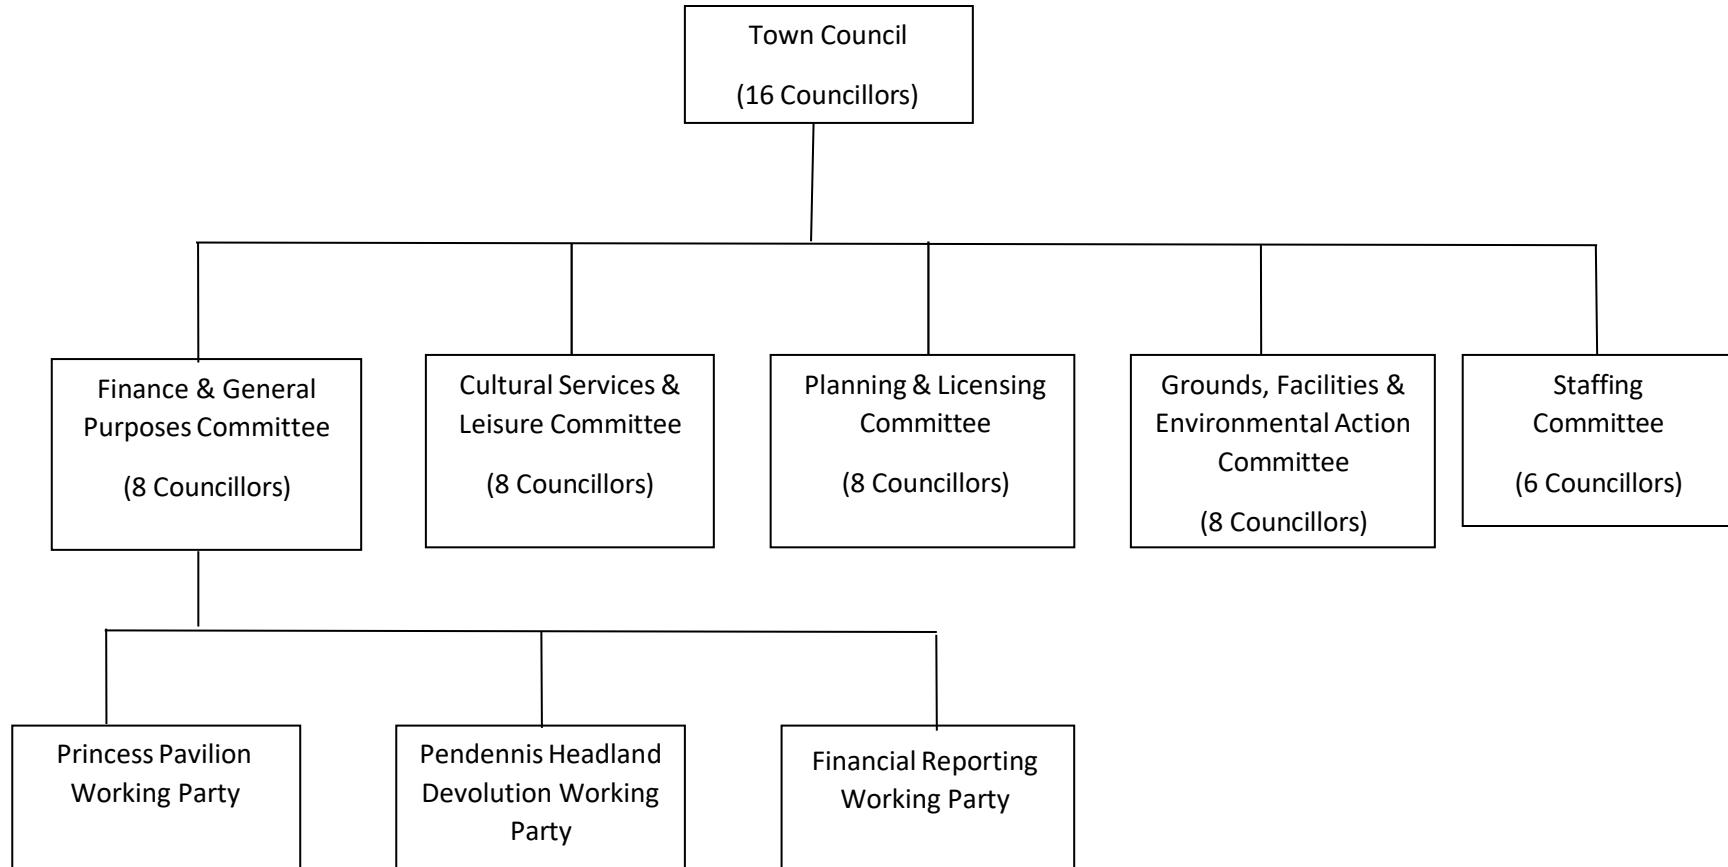 Town Council
(16 Councillors)
Finance & General
Purposes Committee
(8 Councillors)
Cultural Services &
Leisure Committee
(8 Councillors)
Planning & Licensing
Committee
(8 Councillors)
Grounds, Facilities &
Environmental Action
Committee
(8 Councillors)
Staffing
Committee
(6 Councillors)
Princess Pavilion
Working Party
Pendennis Headland
Devolution Working
Party
Financial Reporting
Working Party